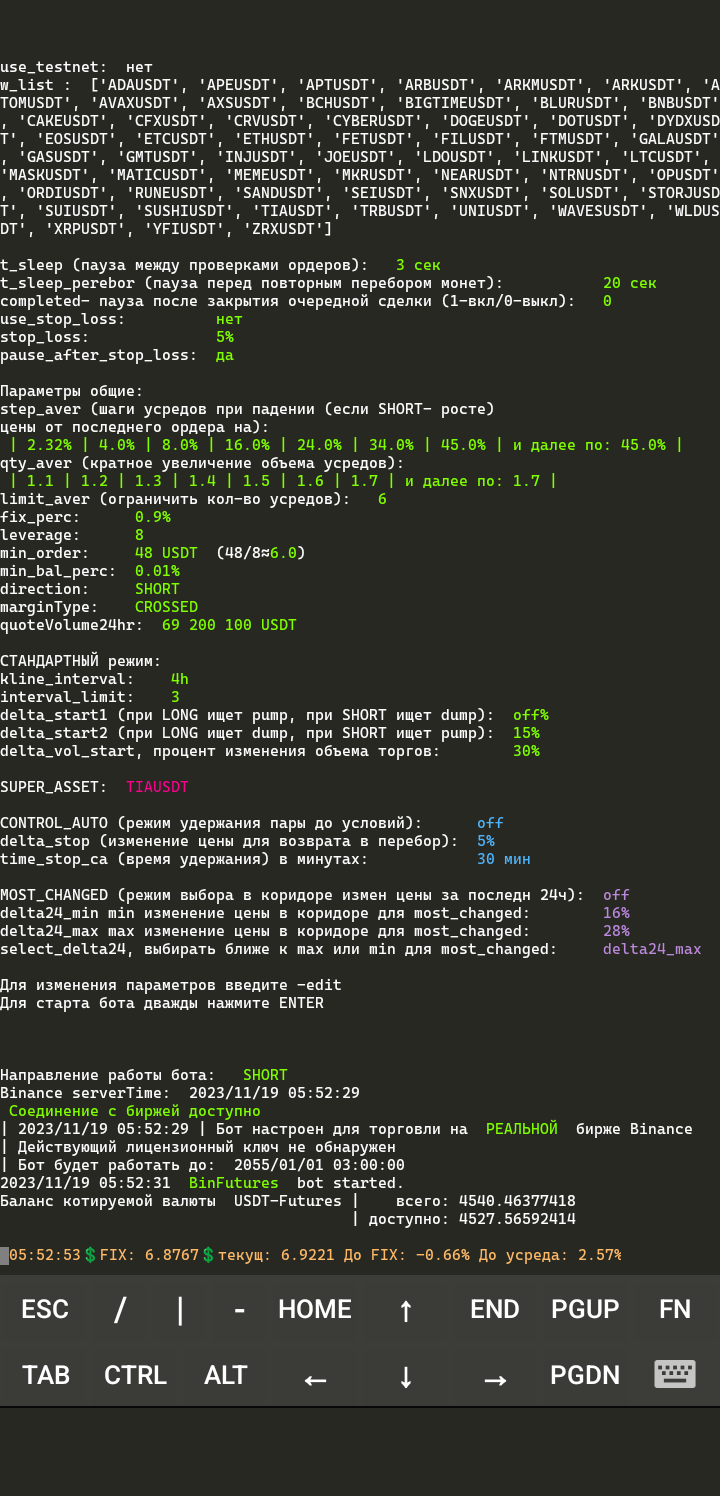 use_testnet:  нет
w_list :  ['ADAUSDT', 'APEUSDT', 'APTUSDT', 'ARBUSDT', 'ARKMUSDT', 'ARKUSDT', 'A
TOMUSDT', 'AVAXUSDT', 'AXSUSDT', 'BCHUSDT', 'BIGTIMEUSDT', 'BLURUSDT', 'BNBUSDT'
, 'CAKEUSDT', 'CFXUSDT', 'CRVUSDT', 'CYBERUSDT', 'DOGEUSDT', 'DOTUSDT', 'DYDXUSD
T', 'EOSUSDT', 'ETCUSDT', 'ETHUSDT', 'FETUSDT', 'FILUSDT', 'FTMUSDT', 'GALAUSDT'
, 'GASUSDT', 'GMTUSDT', 'INJUSDT', 'JOEUSDT', 'LDOUSDT', 'LINKUSDT', 'LTCUSDT',
'MASKUSDT', 'MATICUSDT', 'MEMEUSDT', 'MKRUSDT', 'NEARUSDT', 'NTRNUSDT', 'OPUSDT'
, 'ORDIUSDT', 'RUNEUSDT', 'SANDUSDT', 'SEIUSDT', 'SNXUSDT', 'SOLUSDT', 'STORJUSD
T', 'SUIUSDT', 'SUSHIUSDT', 'TIAUSDT', 'TRBUSDT', 'UNIUSDT', 'WAVESUSDT', 'WLDUS
DT', 'XRPUSDT', 'YFIUSDT', 'ZRXUSDT']
t_sleep (пауза между проверками ордеров):   3 сек
t_sleep_perebor (пауза перед повторным перебором монет):           20 сек
completed- пауза после закрытия очередной сделки (1-вкл/0-выкл):   0
use_stop_loss:          нет
stop_loss:              5%
pause_after_stop_loss:  да
Параметры общие:
step_aver (шаги усредов при падении (если SHORT- росте)
цены от последнего ордера на):
| 2.32% | 4.0% | 8.0% | 16.0% | 24.0% | 34.0% | 45.0% | и далее по: 45.0% |
qty_aver (кратное увеличение объема усредов):
| 1.1 | 1.2 | 1.3 | 1.4 | 1.5 | 1.6 | 1.7 | и далее по: 1.7 |
limit_aver (ограничить кол-во усредов):   6
fix_perc:      0.9%
leverage:      8
min_order:     48 USDT  (48/8≈6.0)
min_bal_perc:  0.01%
direction:     SHORT
marginType:    CROSSED
quoteVolume24hr:  69 200 100 USDT
СТАНДАРТНЫЙ режим:
kline_interval:    4h
interval_limit:    3
delta_start1 (при LONG ищет pump, при SHORT ищет dump):  off%
delta_start2 (при LONG ищет dump, при SHORT ищет pump):  15%
delta_vol_start, процент изменения объема торгов:        30%
SUPER_ASSET:  TIAUSDT
CONTROL_AUTO (режим удержания пары до условий):      off
delta_stop (изменение цены для возврата в перебор):  5%
time_stop_ca (время удержания) в минутах:            30 мин
MOST_CHANGED (режим выбора в коридоре измен цены за последн 24ч):  off
delta24_min min изменение цены в коридоре для most_changed:        16%
delta24_max max изменение цены в коридоре для most_changed:        28%
select_delta24, выбирать ближе к max или min для most_changed:     delta24_max
Для изменения параметров введите -edit
Для старта бота дважды нажмите ENTER
Направление работы бота:   SHORT
Binance serverTime:  2023/11/19 05:52:29
Соединение с биржей доступно
| 2023/11/19 05:52:29 | Бот настроен для торговли на  РЕАЛЬНОЙ  бирже Binance
| Действующий лицензионный ключ не обнаружен
| Бот будет работать до:  2055/01/01 03:00:00
2023/11/19 05:52:31  BinFutures  bot started.
Баланс котируемой валюты  USDT-Futures |    всего: 4540.46377418
| доступно: 4527.56592414
05:52:53💲FIX: 6.8767💲текущ: 6.9221 До FIX: -0.66% До усреда: 2.57%
ESC / | - HOME ↑ END PGUP FN
TAB CTRL ALT ← ↓ → PGDN